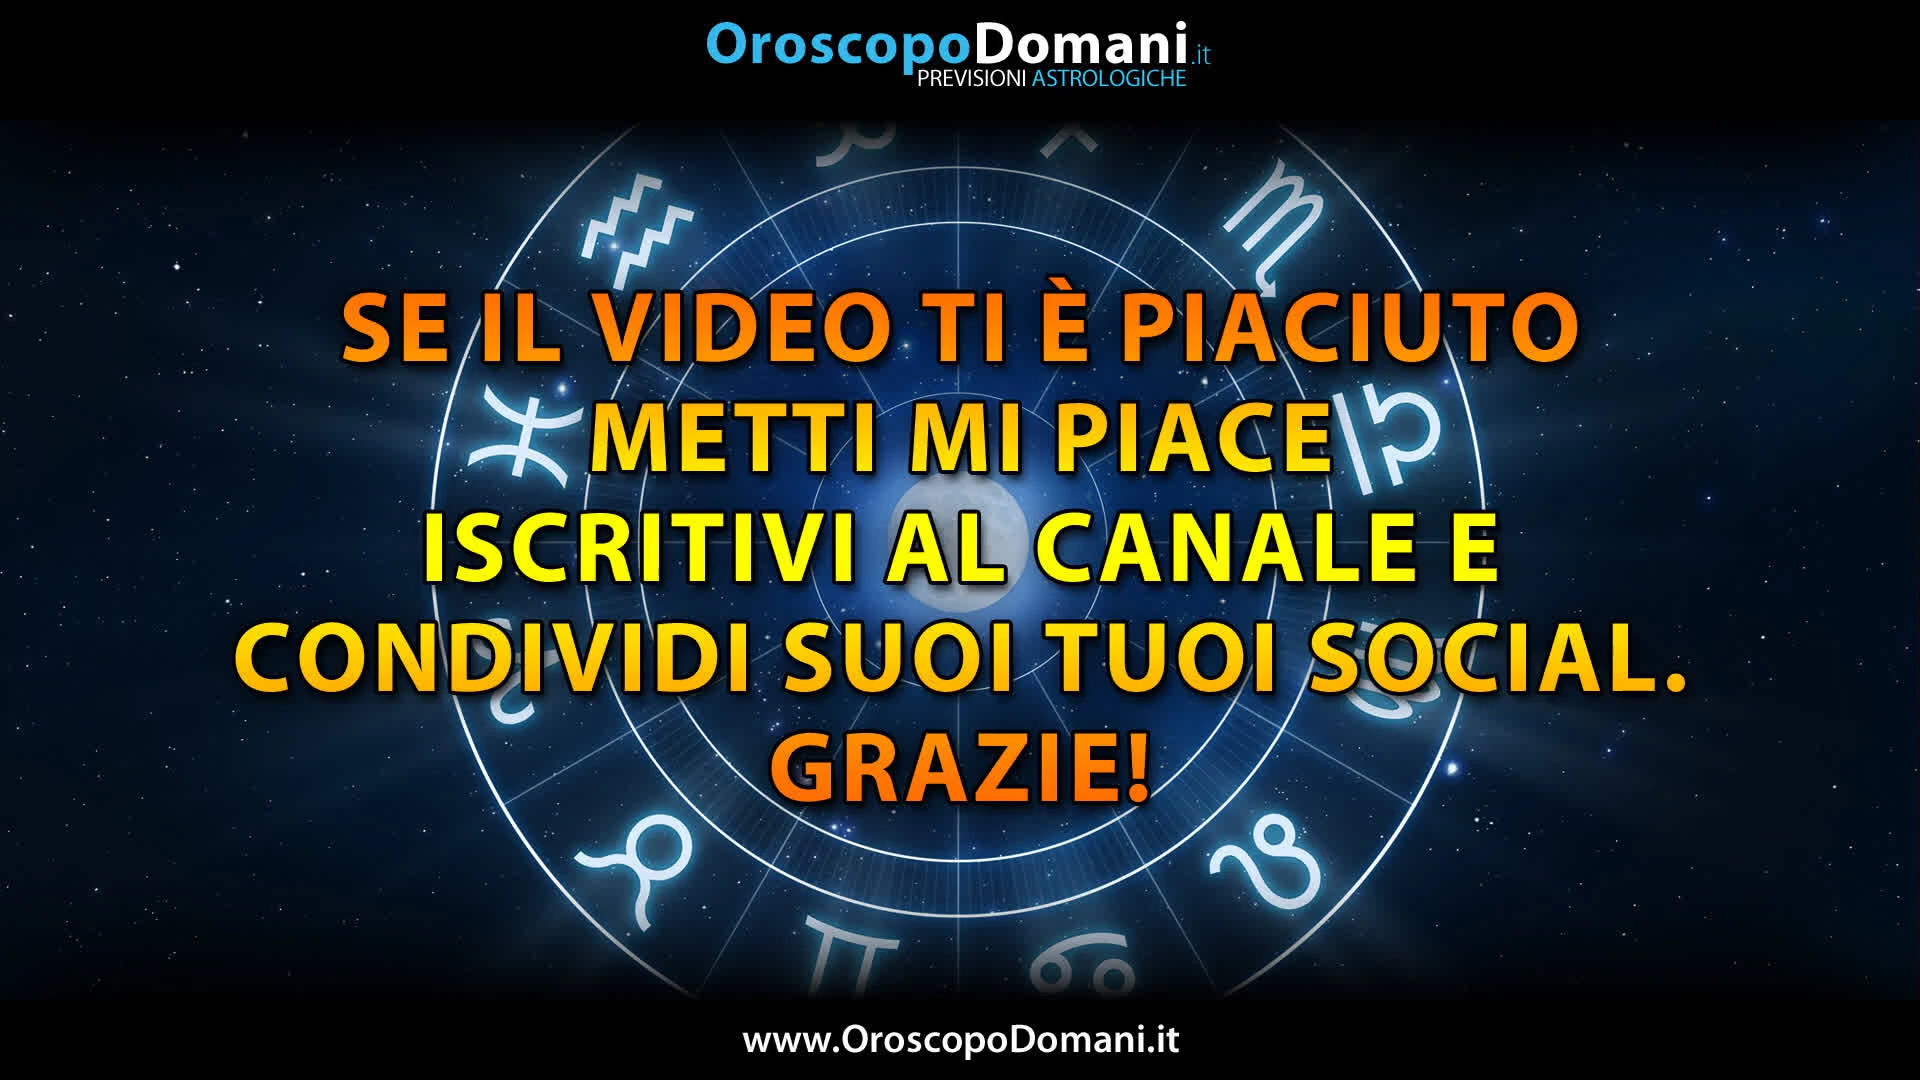 OroscopoDomani.it
PREVISIONI ASTROLOGICHE
SE IL VIDEO TI È PIACIUTO
METTI MI PIACE
ISCRITIVI AL CANALE E
CONDIVIDI SUOI TUOI SOCIAL.
GRAZIE!
www.OroscopoDomani.it